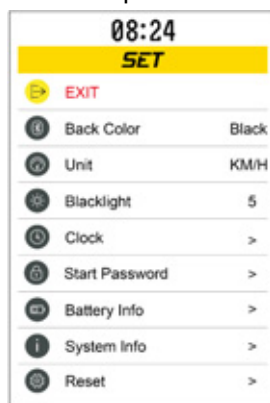 08:24
SET
EXIT
Back Color Black
Unit KM/H
Blacklight 5
Clock >
Start Password >
Battery Info >
System Info >
Reset >